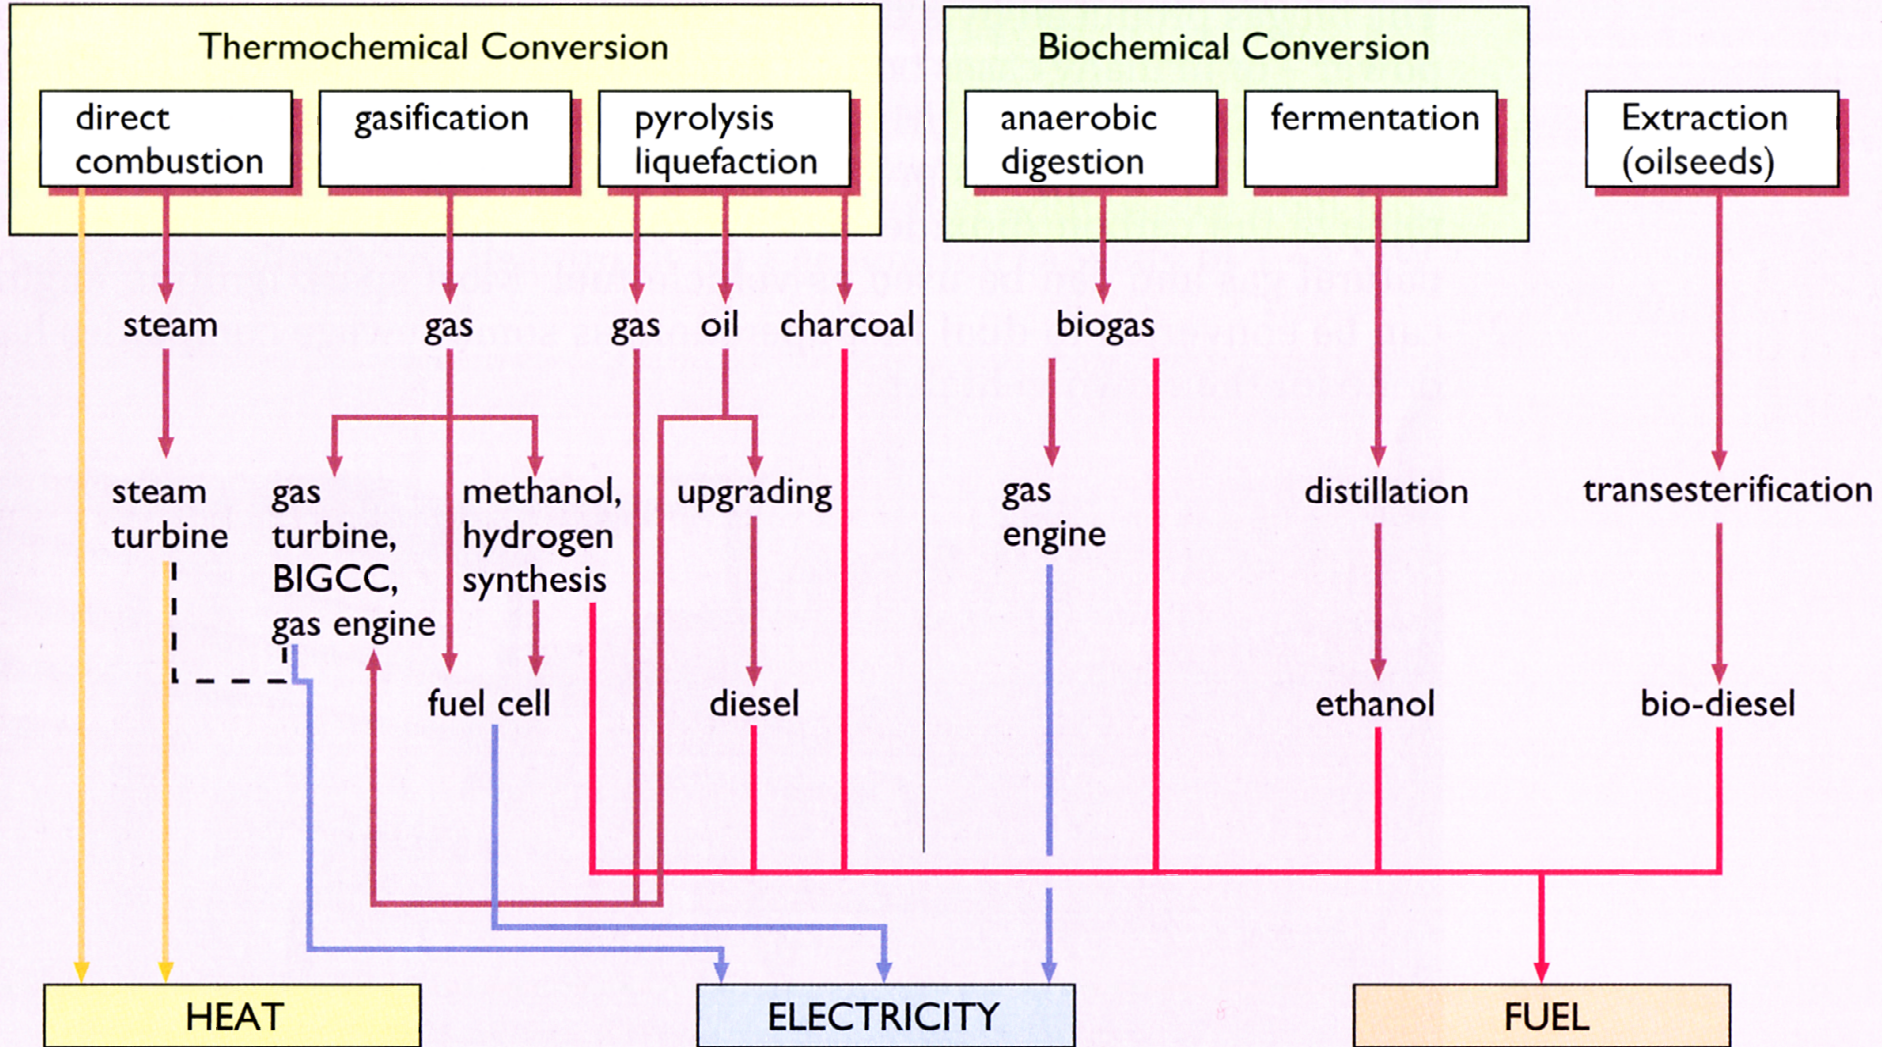 Thermochemical Conversion
Biochemical Conversion
direct
combustion
gasification
pyrolysis
liquefaction
anaerobic
digestion
fermentation
Extraction
(oilseeds)
steam
gas
gas
oil
charcoal
biogas
steam
turbine
gas
turbine,
BIGCC,
gas engine
methanol,
hydrogen
synthesis
upgrading
gas
engine
distillation
transesterification
fuel cell
diesel
ethanol
bio-diesel
HEAT
ELECTRICITY
FUEL